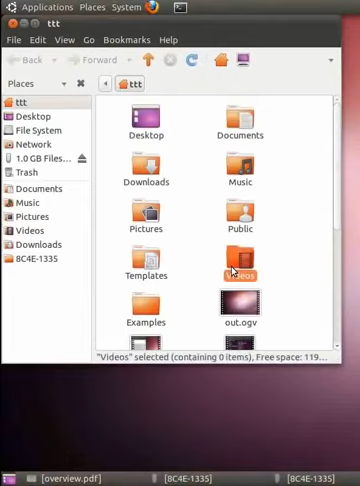 Applications Places System
ttt
File Edit View Go Bookmarks Help
Back Forward
Places
ttt
ttt
Desktop
File System
Network
1.0 GB Files...
Trash
Documents
Music
Pictures
Videos
Downloads
8C4E-1335
Desktop Documents
Downloads Music
Pictures Public
Templates Videos
Examples out.ogv
"Videos" selected (containing 0 items), Free space: 119...
[overview.pdf] [8C4E-1335] [8C4E-1335]